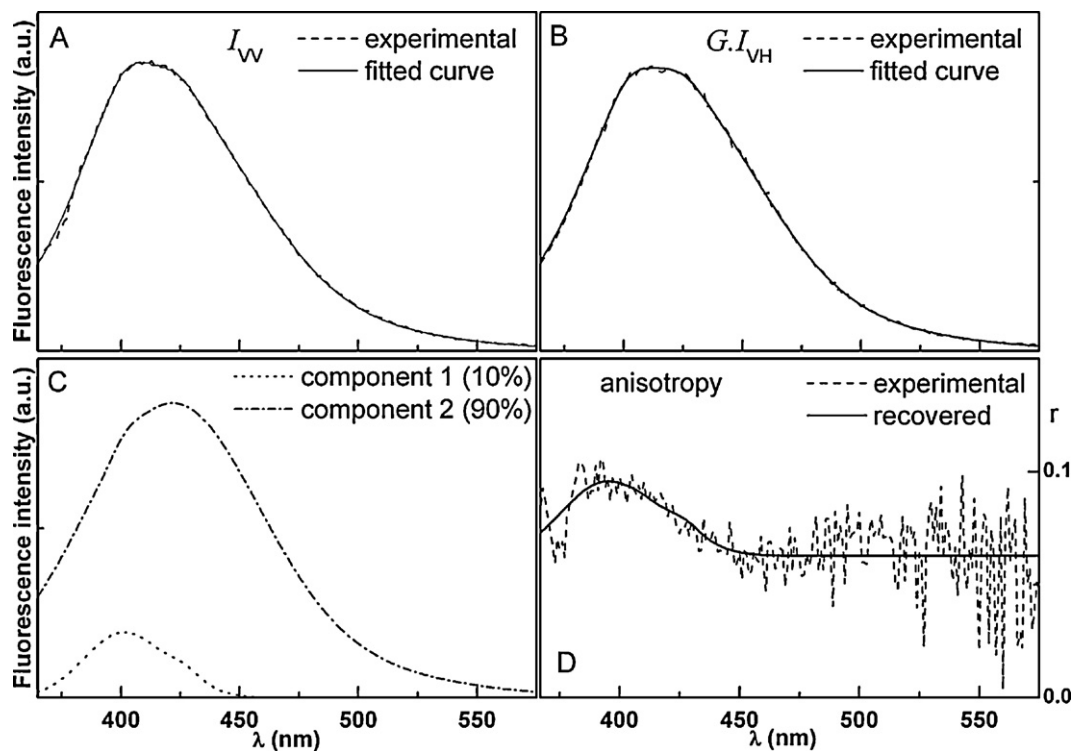 A
I_VV
experimental
fitted curve
Fluorescence intensity (a.u.)
B
G.I_VH
experimental
fitted curve
C
component 1 (10%)
component 2 (90%)
Fluorescence intensity (a.u.)
400 450 500 550
λ (nm)
anisotropy
experimental
recovered
r
0.1
D
0.0
400 450 500 550
λ (nm)